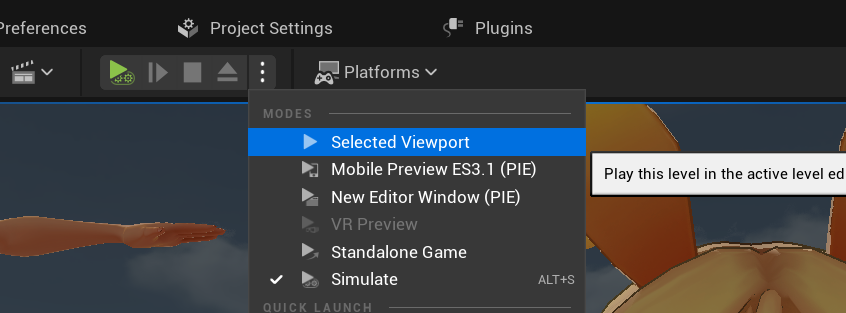 Preferences Project Settings Plugins
Platforms
MODES
Selected Viewport
Play this level in the active level ed
Mobile Preview ES3.1 (PIE)
New Editor Window (PIE)
VR Preview
Standalone Game
Simulate ALT+S
QUICK LAUNCH